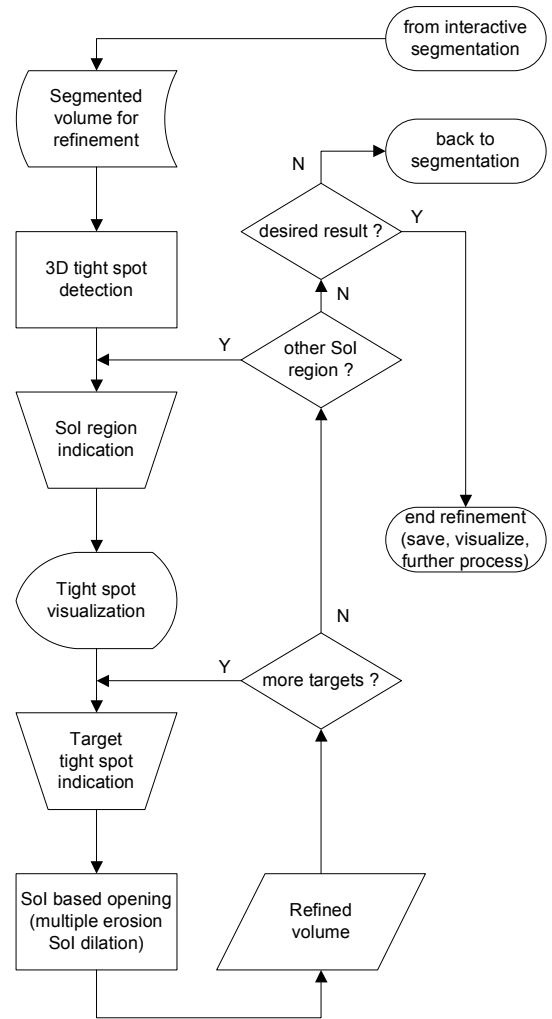 from interactive
segmentation
Segmented
volume for
refinement
back to
segmentation
N
Y
desired result ?
3D tight spot
detection
N
Y
other SoI
region ?
SoI region
indication
end refinement
(save, visualize,
further process)
Tight spot
visualization
N
Y
more targets ?
Target
tight spot
indication
SoI based opening
(multiple erosion
SoI dilation)
Refined
volume